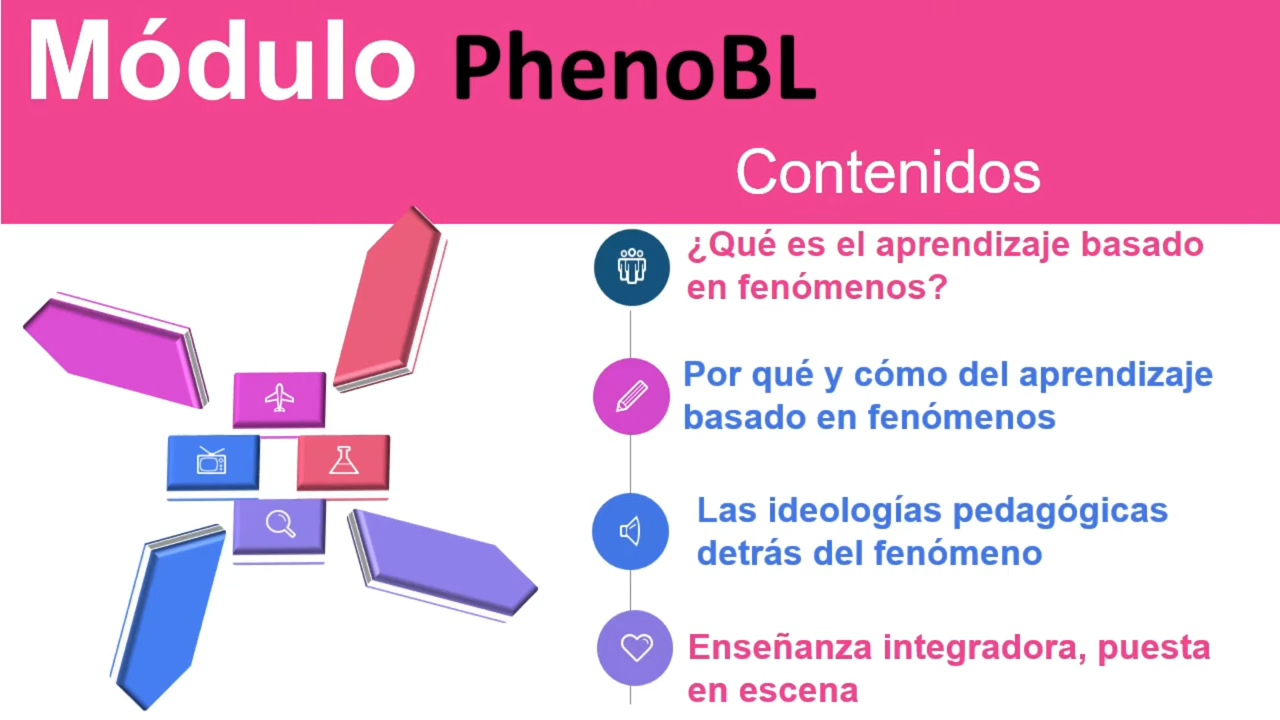 Módulo PhenoBL
Contenidos
¿Qué es el aprendizaje basado
en fenómenos?
Por qué y cómo del aprendizaje
basado en fenómenos
Las ideologías pedagógicas
detrás del fenómeno
Enseñanza integradora, puesta
en escena